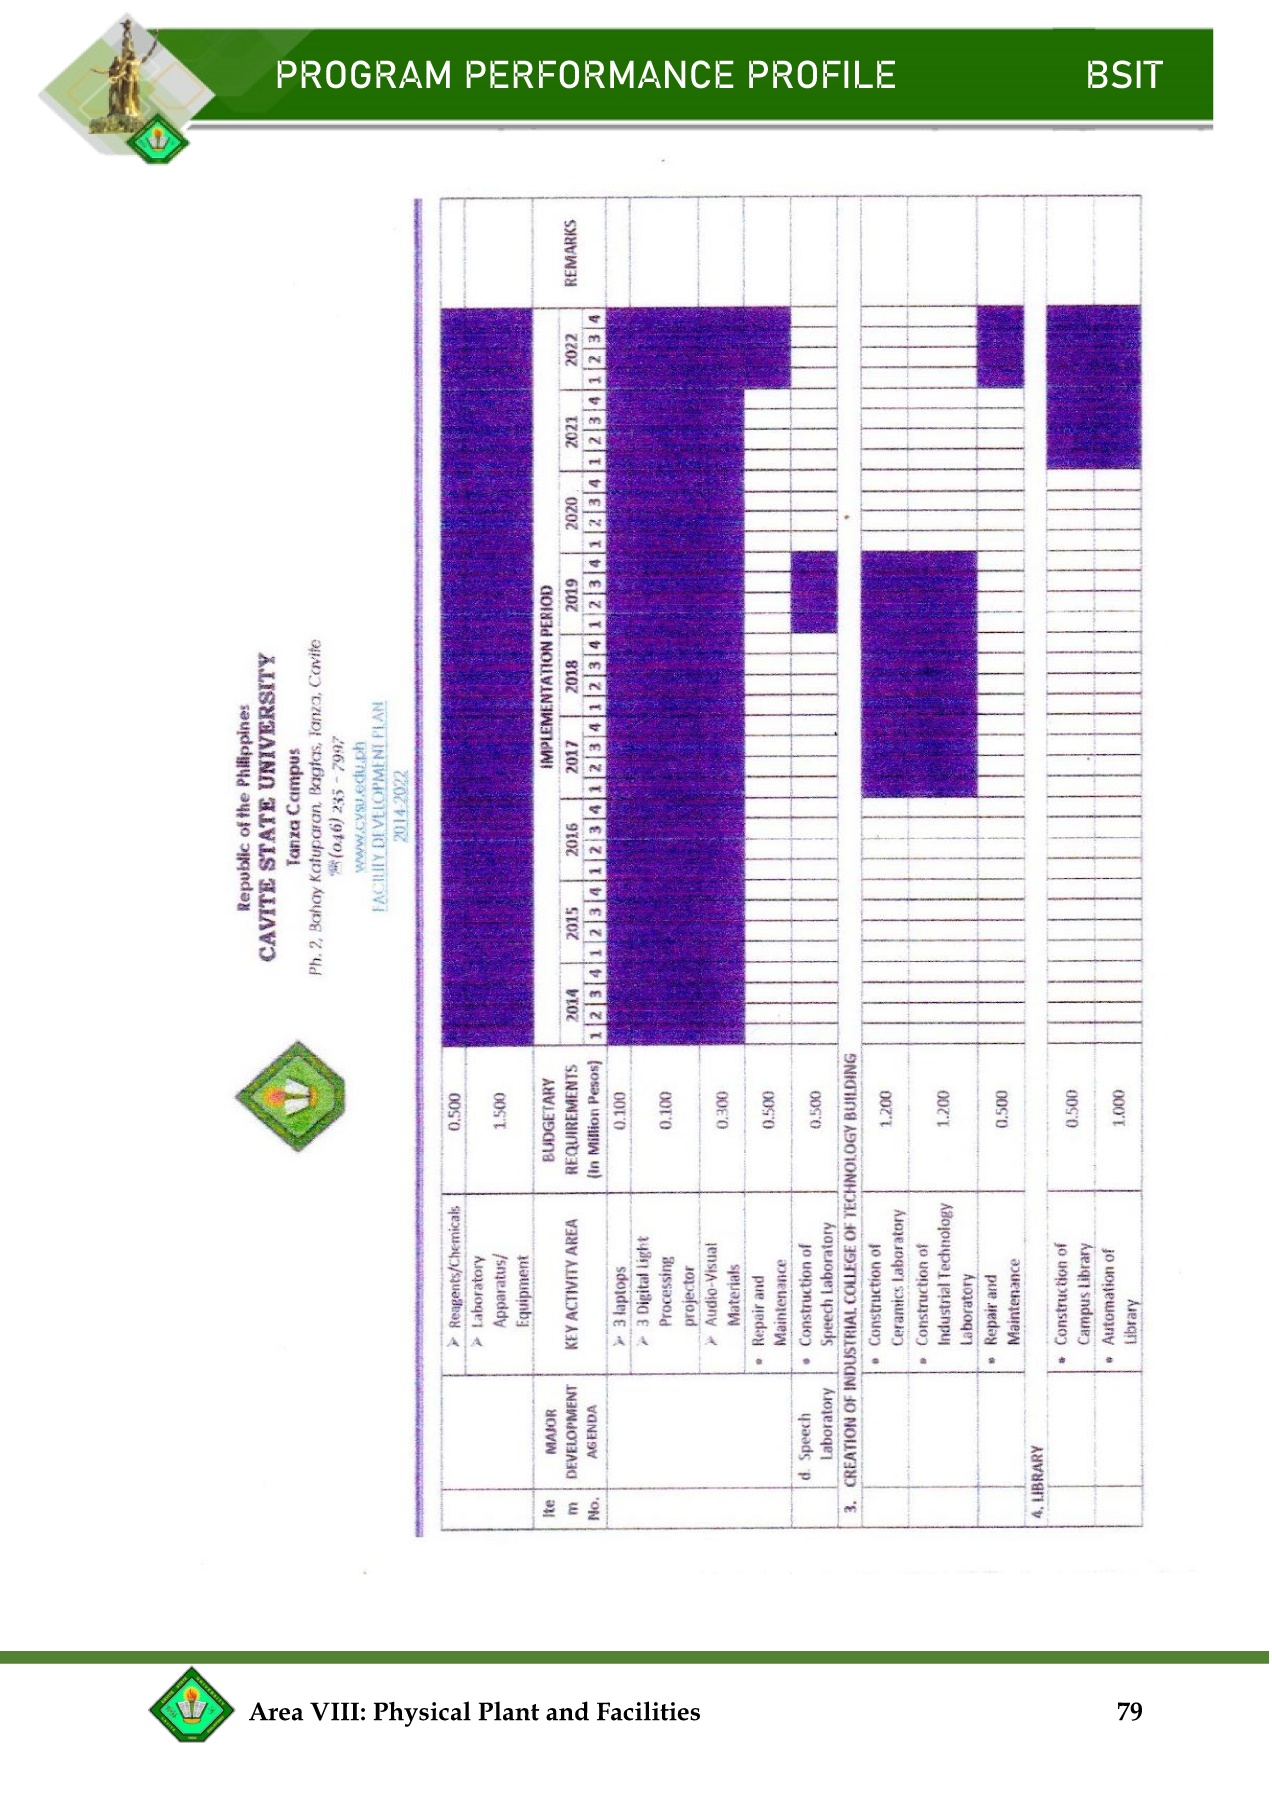 PROGRAM PERFORMANCE PROFILE BSIT
Republic of the Philippines
CAVITE STATE UNIVERSITY
Tanza Campus
Ph. 2, Bahay Katuparan, Bagtas, Tanza, Cavite
☏(046) 235 - 7997
www.cvsu.edu.ph
FACILITY DEVELOPMENT PLAN
2014-2022
➢ Reagents/Chemicals 0.500
➢ Laboratory
Apparatus/ 1.500
Equipment
Ite
m
No.
MAJOR
DEVELOPMENT
AGENDA
KEY ACTIVITY AREA
BUDGETARY
REQUIREMENTS
(In Million Pesos)
IMPLEMENTATION PERIOD
2014 2015 2016 2017 2018 2019 2020 2021 2022
1 2 3 4 1 2 3 4 1 2 3 4 1 2 3 4 1 2 3 4 1 2 3 4 1 2 3 4 1 2 3 4 1 2 3 4
REMARKS
➢ 3 laptops 0.100
➢ 3 Digital Light
Processing 0.100
projector
➢ Audio-Visual 0.300
Materials
• Repair and 0.500
Maintenance
d. Speech • Construction of 0.500
Laboratory Speech Laboratory
3. CREATION OF INDUSTRIAL COLLEGE OF TECHNOLOGY BUILDING
• Construction of 1.200
Ceramics Laboratory
• Construction of
Industrial Technology 1.200
Laboratory
• Repair and 0.500
Maintenance
4. LIBRARY
• Construction of 0.500
Campus Library
• Automation of 1.000
Library
Area VIII: Physical Plant and Facilities 79